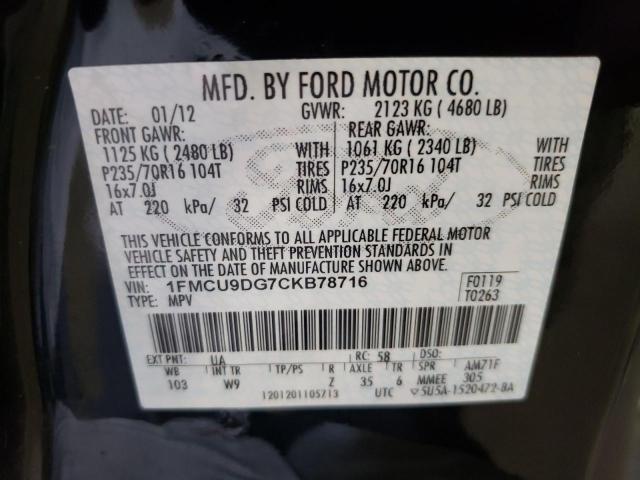 MFD. BY FORD MOTOR CO.
DATE: 01/12 GVWR: 2123 KG ( 4680 LB)
FRONT GAWR: REAR GAWR:
1125 KG ( 2480 LB) 1061 KG ( 2340 LB) WITH
P235/70R16 104T TIRES P235/70R16 104T TIRES
16x7.0J RIMS 16x7.0J RIMS
AT 220 kPa/ 32 PSI COLD AT 220 kPa/ 32 PSI COLD
THIS VEHICLE CONFORMS TO ALL APPLICABLE FEDERAL MOTOR
VEHICLE SAFETY AND THEFT PREVENTION STANDARDS IN
EFFECT ON THE DATE OF MANUFACTURE SHOWN ABOVE.
VIN: 1FMCU9DG7CKB78716 F0119
TYPE: MPV T0263
EXT PNT: UA RC: 58 DSO:
WB INT TR TP/PS R AXLE TR SPR AM71F
103 W9 Z 35 6 MMEE 305
1201201105713 UTC 5U5A-1520472-BA
WITH
Ford